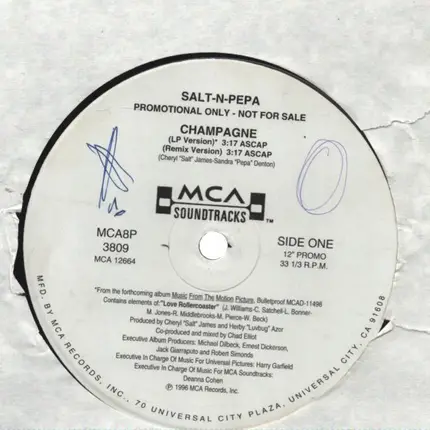 SALT-N-PEPA
PROMOTIONAL ONLY - NOT FOR SALE
CHAMPAGNE
(LP Version)* 3:17 ASCAP
(Remix Version) 3:17 ASCAP
(Cheryl "Salt" James-Sandra "Pepa" Denton)
MCA
SOUNDTRACKS TM
MCA8P
3809
MCA 12664
SIDE ONE
12" PROMO
33 1/3 R.P.M.
*From the forthcoming album Music From The Motion Picture, Bulletproof MCAD-11498
Contains elements of "Love Rollercoaster" (J. Williams-C. Satchell-L. Bonner-
M. Jones-R. Middlebrooks-M. Pierce-W. Beck)
Produced by Cheryl "Salt" James and Herby "Luvbug" Azor
Co-produced and mixed by Chad Elliot
Executive Album Producers: Michael Dilbeck, Ernest Dickerson,
Jack Giarraputo and Robert Simonds
Executive In Charge Of Music For Universal Pictures: Harry Garfield
Executive In Charge Of Music For MCA Soundtracks:
Deanna Cohen
Ⓟ 1996 MCA Records, Inc.
MFD. BY MCA RECORDS, INC., 70 UNIVERSAL CITY PLAZA, UNIVERSAL CITY, CA 91608